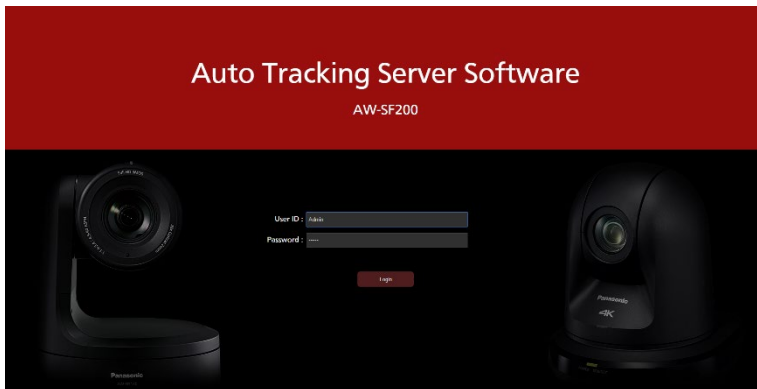 Auto Tracking Server Software
AW-SF200
User ID : Admin
Password : .....
Login
Panasonic
4K
Panasonic